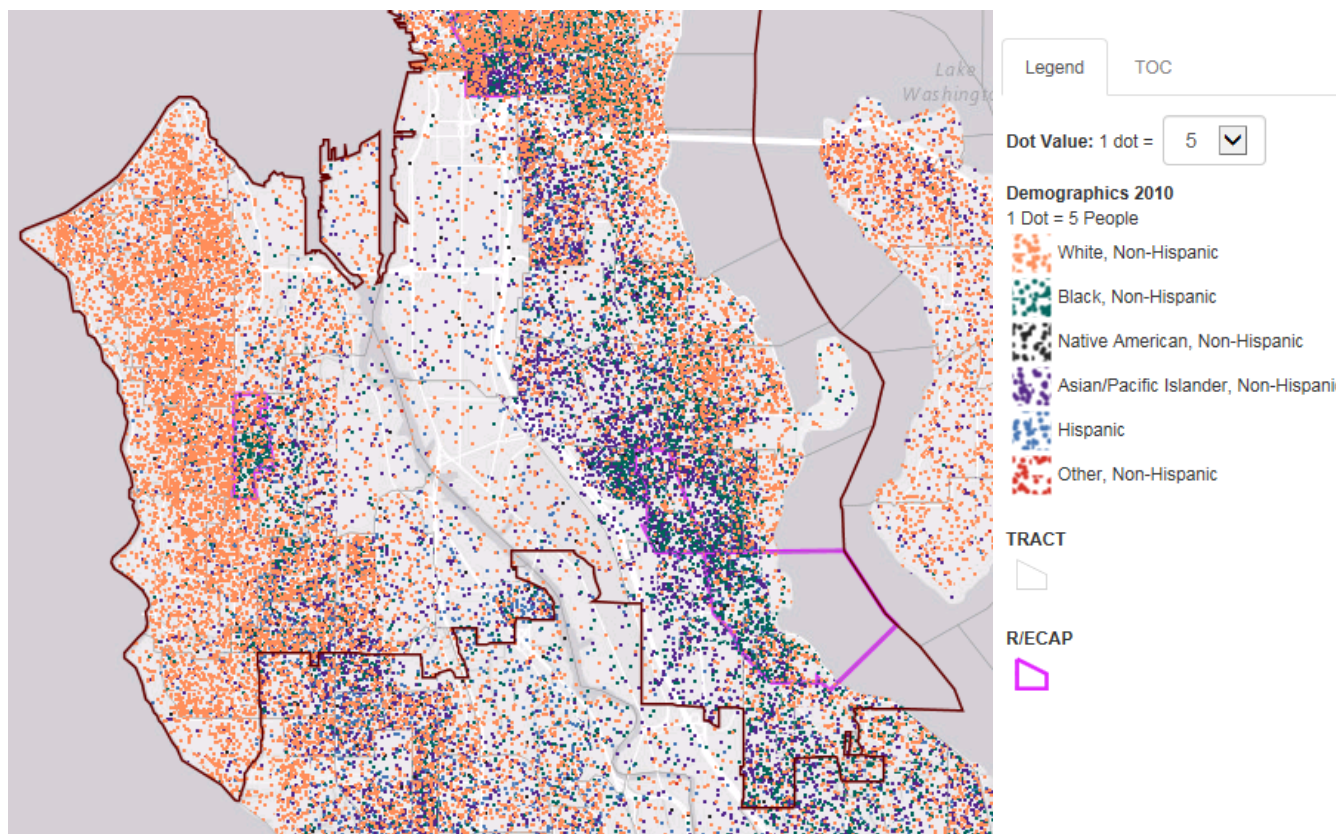 Lake
Washingto
Legend
TOC
Dot Value: 1 dot =
5
Demographics 2010
1 Dot = 5 People
White, Non-Hispanic
Black, Non-Hispanic
Native American, Non-Hispanic
Asian/Pacific Islander, Non-Hispani
Hispanic
Other, Non-Hispanic
TRACT
R/ECAP